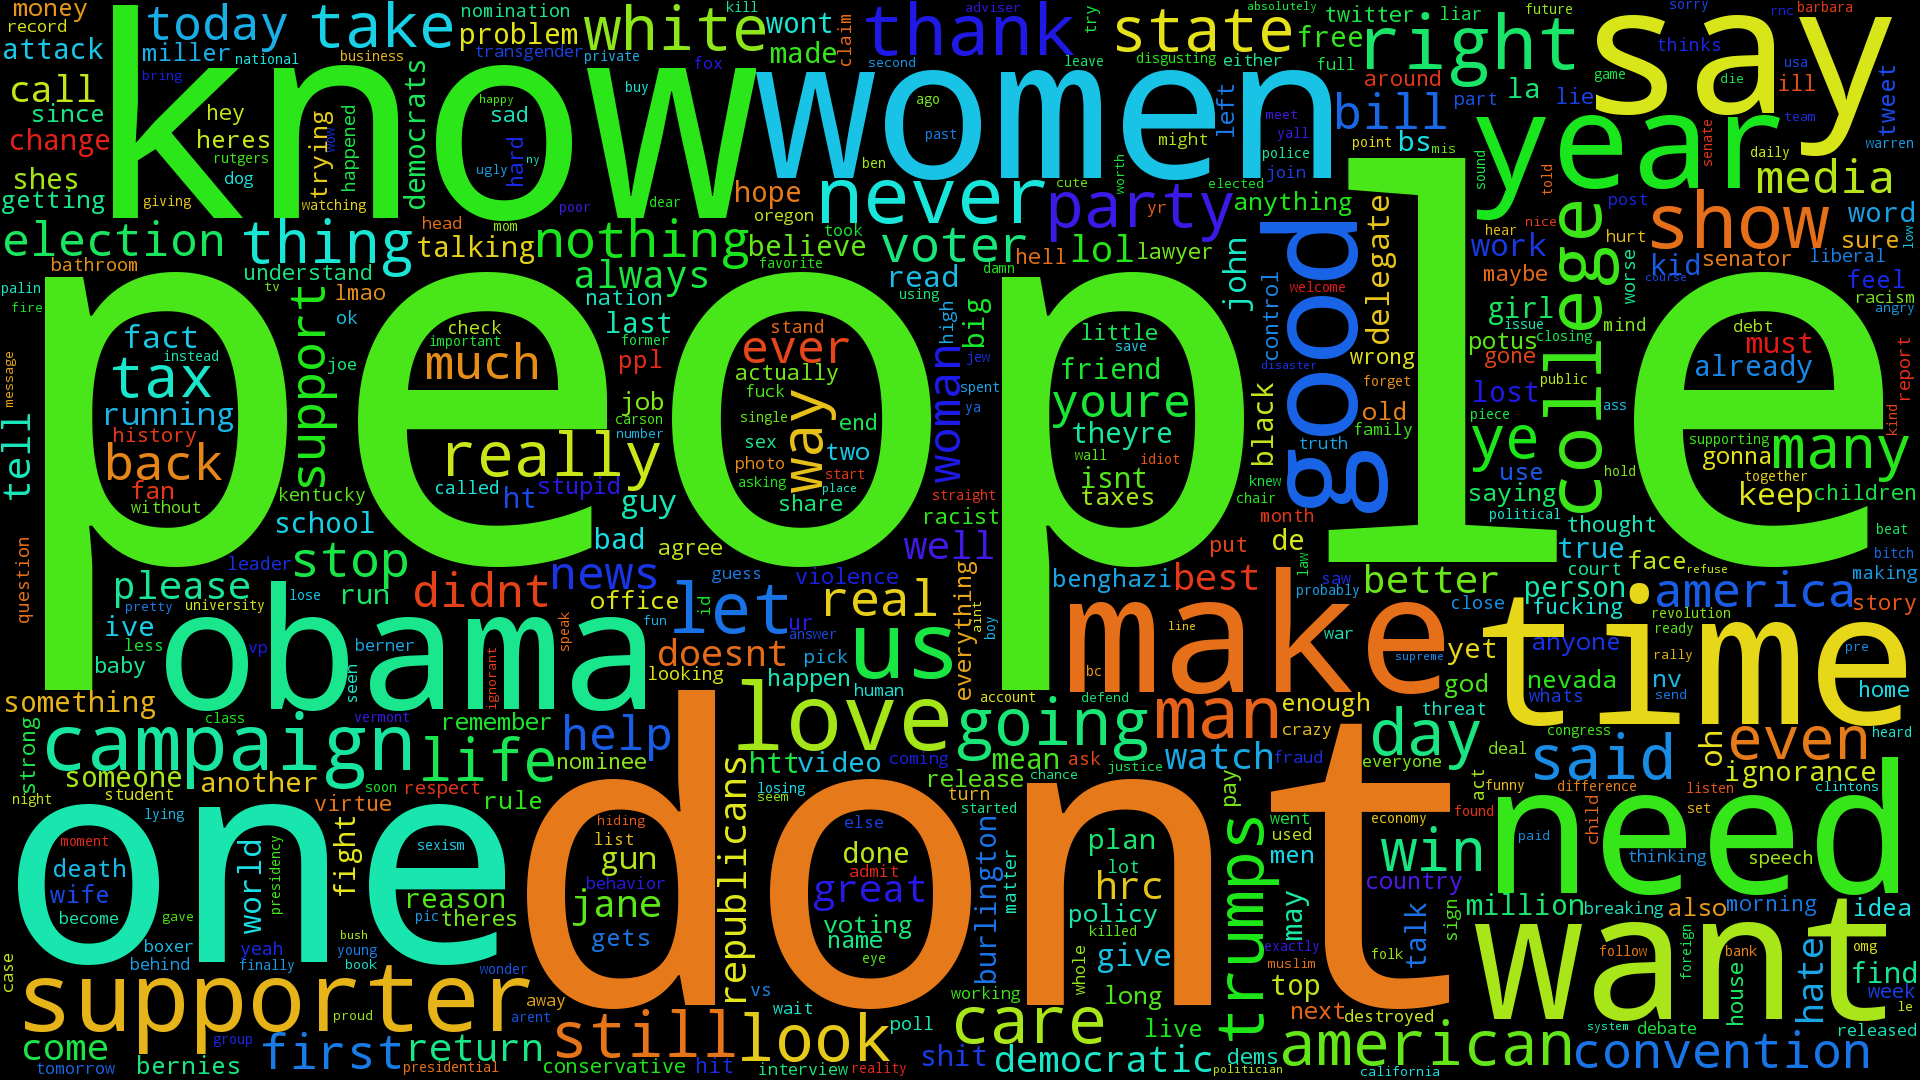 people
know
women
dont
one
time
want
need
make
say
year
good
obama
love
supporter
campaign
thank
state
right
white
never
party
show
college
us
man
going
day
still
look
care
american
convention
democratic
trumps
republicans
first
return
come
bernies
life
help
let
real
really
much
ever
way
youre
many
ye
media
bill
take
today
call
attack
money
record
miller
national
nomination
problem
transgender
business
private
kill
wont
made
claim
adviser
second
try
leave
absolutely
disgusting
either
twitter
free
full
liar
around
la
part
lie
future
sorry
thinks
game
die
usa
ill
team
rnc
barbara
tweet
warren
daily
senate
since
change
shes
getting
hey
heres
rutgers
dog
giving
bring
trying
wow
watching
happened
democrats
happy
sad
ugly
hard
ny
buy
fox
ago
past
ben
might
left
meet
yall
police
join
point
bs
mis
sound
told
election
thing
talking
head
mom
nothing
poor
dear
hope
oregon
believe
took
favorite
voter
damn
read
using
lol
hell
cute
yr
worth
elected
lawyer
anything
john
control
welcome
disaster
delegate
wrong
forget
old
family
truth
work
maybe
nice
hear
post
hurt
kid
senator
sure
word
low
liberal
feel
racism
angry
girl
issue
closing
worse
course
mind
potus
gone
public
lost
piece
ass
bathroom
palin
fire
tv
understand
lmao
ok
joe
support
always
nation
last
former
ppl
job
carson
number
guy
fact
instead
tax
running
history
back
fan
without
tell
message
check
important
called
ht
stupid
stand
actually
fuck
single
sex
photo
asking
end
two
start
place
share
woman
high
big
jew
spent
ya
straight
racist
well
little
save
friend
theyre
wall
idiot
isnt
taxes
black
knew
chair
month
put
de
law
saw
probably
debt
must
already
report
kind
supporting
gonna
together
hold
keep
children
use
saying
political
thought
beat
bitch
true
court
face
refuse
making
person
fucking
america
story
revolution
ready
rally
pre
kentucky
school
stop
bad
agree
leader
please
pretty
university
lose
run
didnt
news
office
guess
id
fun
violence
ur
answer
doesnt
looking
pick
happen
human
everything
aint
boy
benghazi
best
better
close
war
line
bc
supreme
yet
anyone
god
nevada
whats
nv
send
home
question
ive
less
baby
vp
berner
something
class
seen
vermont
remember
ignorant
speak
account
defend
enough
crazy
threat
congress
deal
heard
strong
someone
student
another
soon
virtue
respect
rule
nominee
htt
video
losing
seem
coming
release
turn
started
mean
chance
ask
justice
watch
fraud
everyone
pay
said
oh
even
ignorance
act
funny
difference
found
listen
set
clintons
night
lying
moment
death
wife
become
gave
world
presidency
fight
sexism
reason
theres
pic
hiding
list
gun
behavior
jane
gets
else
done
admit
great
voting
name
eye
burlington
matter
plan
lot
hrc
policy
killed
whole
give
went
used
men
economy
win
country
child
paid
thinking
speech
million
breaking
also
morning
idea
sign
talk
may
exactly
muslim
folk
top
follow
foreign
bank
omg
house
hate
find
week
le
released
case
boxer
behind
yeah
finally
bush
young
book
wonder
away
arent
proud
group
tomorrow
presidential
conservative
hit
vs
wait
interview
reality
poll
shit
working
long
live
dems
politician
next
destroyed
california
system
debate